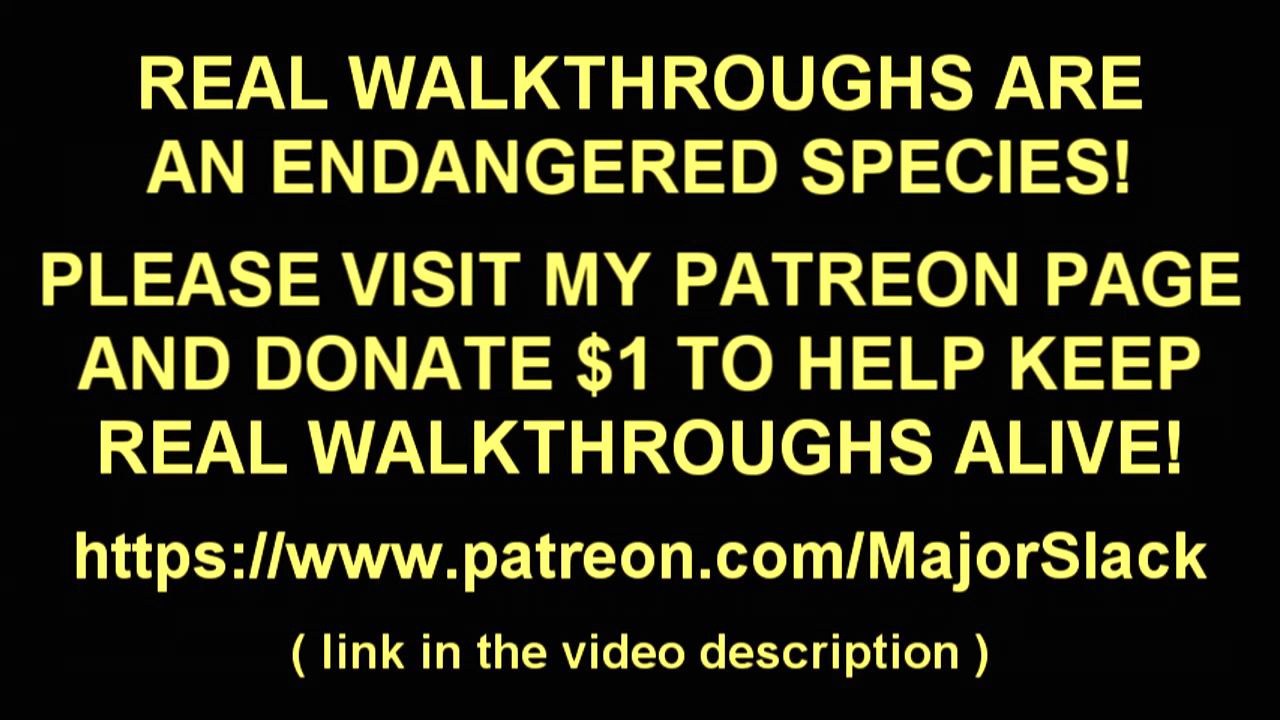 REAL WALKTHROUGHS ARE
AN ENDANGERED SPECIES!
PLEASE VISIT MY PATREON PAGE
AND DONATE $1 TO HELP KEEP
REAL WALKTHROUGHS ALIVE!
https://www.patreon.com/MajorSlack
( link in the video description )